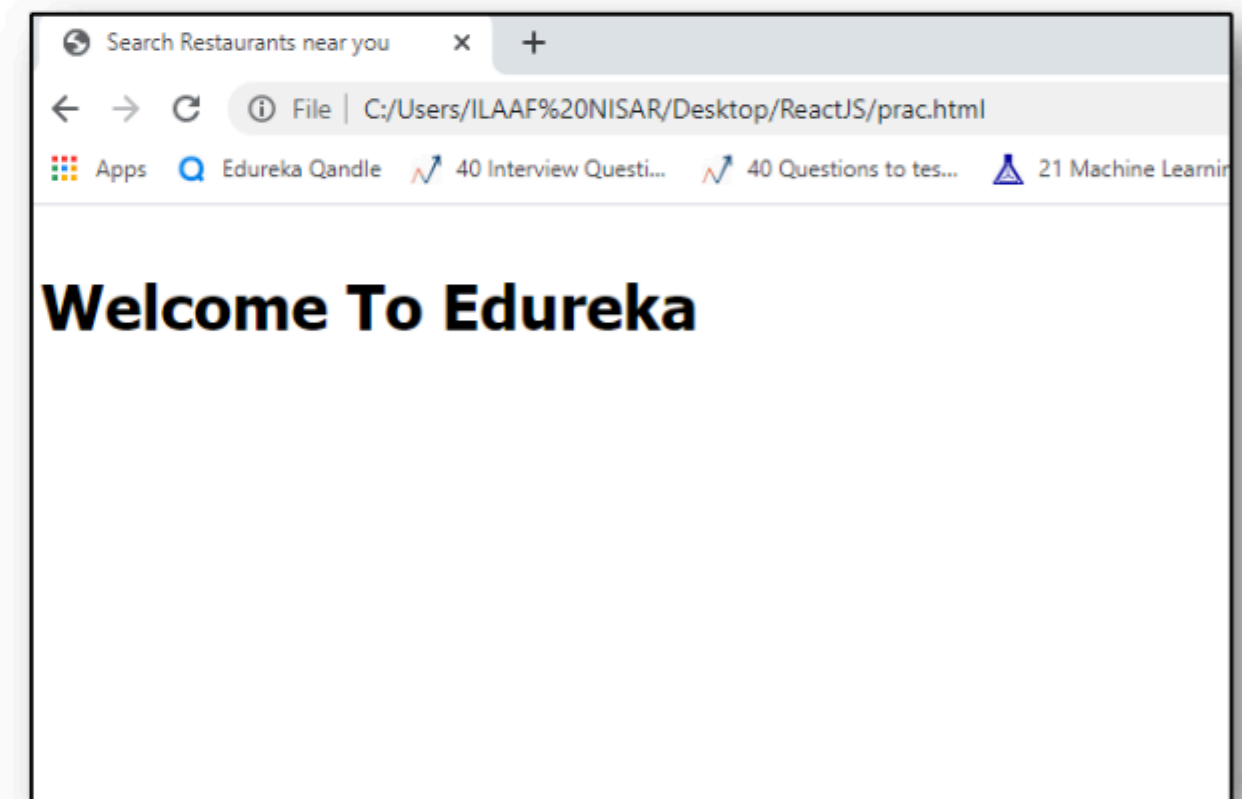 Search Restaurants near you
File | C:/Users/ILAAF%20NISAR/Desktop/ReactJS/prac.html
Apps Edureka Qandle 40 Interview Questi... 40 Questions to tes... 21 Machine Learnin
Welcome To Edureka